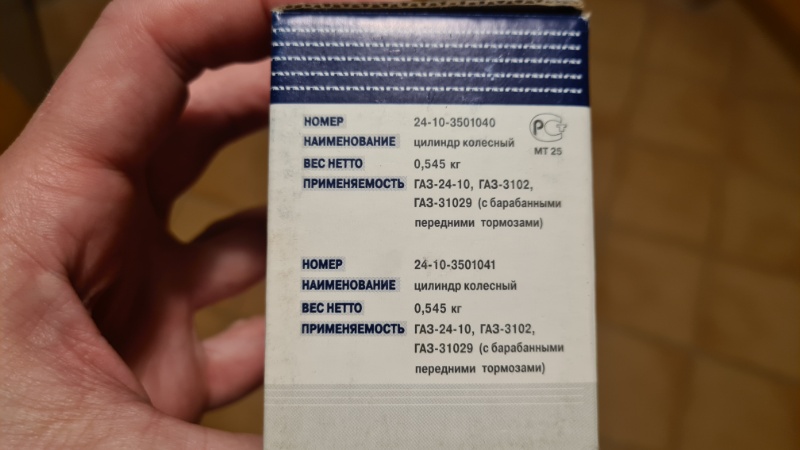 НОМЕР 24-10-3501040
НАИМЕНОВАНИЕ цилиндр колесный
МТ 25
ВЕС НЕТТО 0,545 кг
ПРИМЕНЯЕМОСТЬ ГАЗ-24-10, ГАЗ-3102,
ГАЗ-31029 (с барабанными
передними тормозами)
НОМЕР 24-10-3501041
НАИМЕНОВАНИЕ цилиндр колесный
ВЕС НЕТТО 0,545 кг
ПРИМЕНЯЕМОСТЬ ГАЗ-24-10, ГАЗ-3102,
ГАЗ-31029 (с барабанными
передними тормозами)